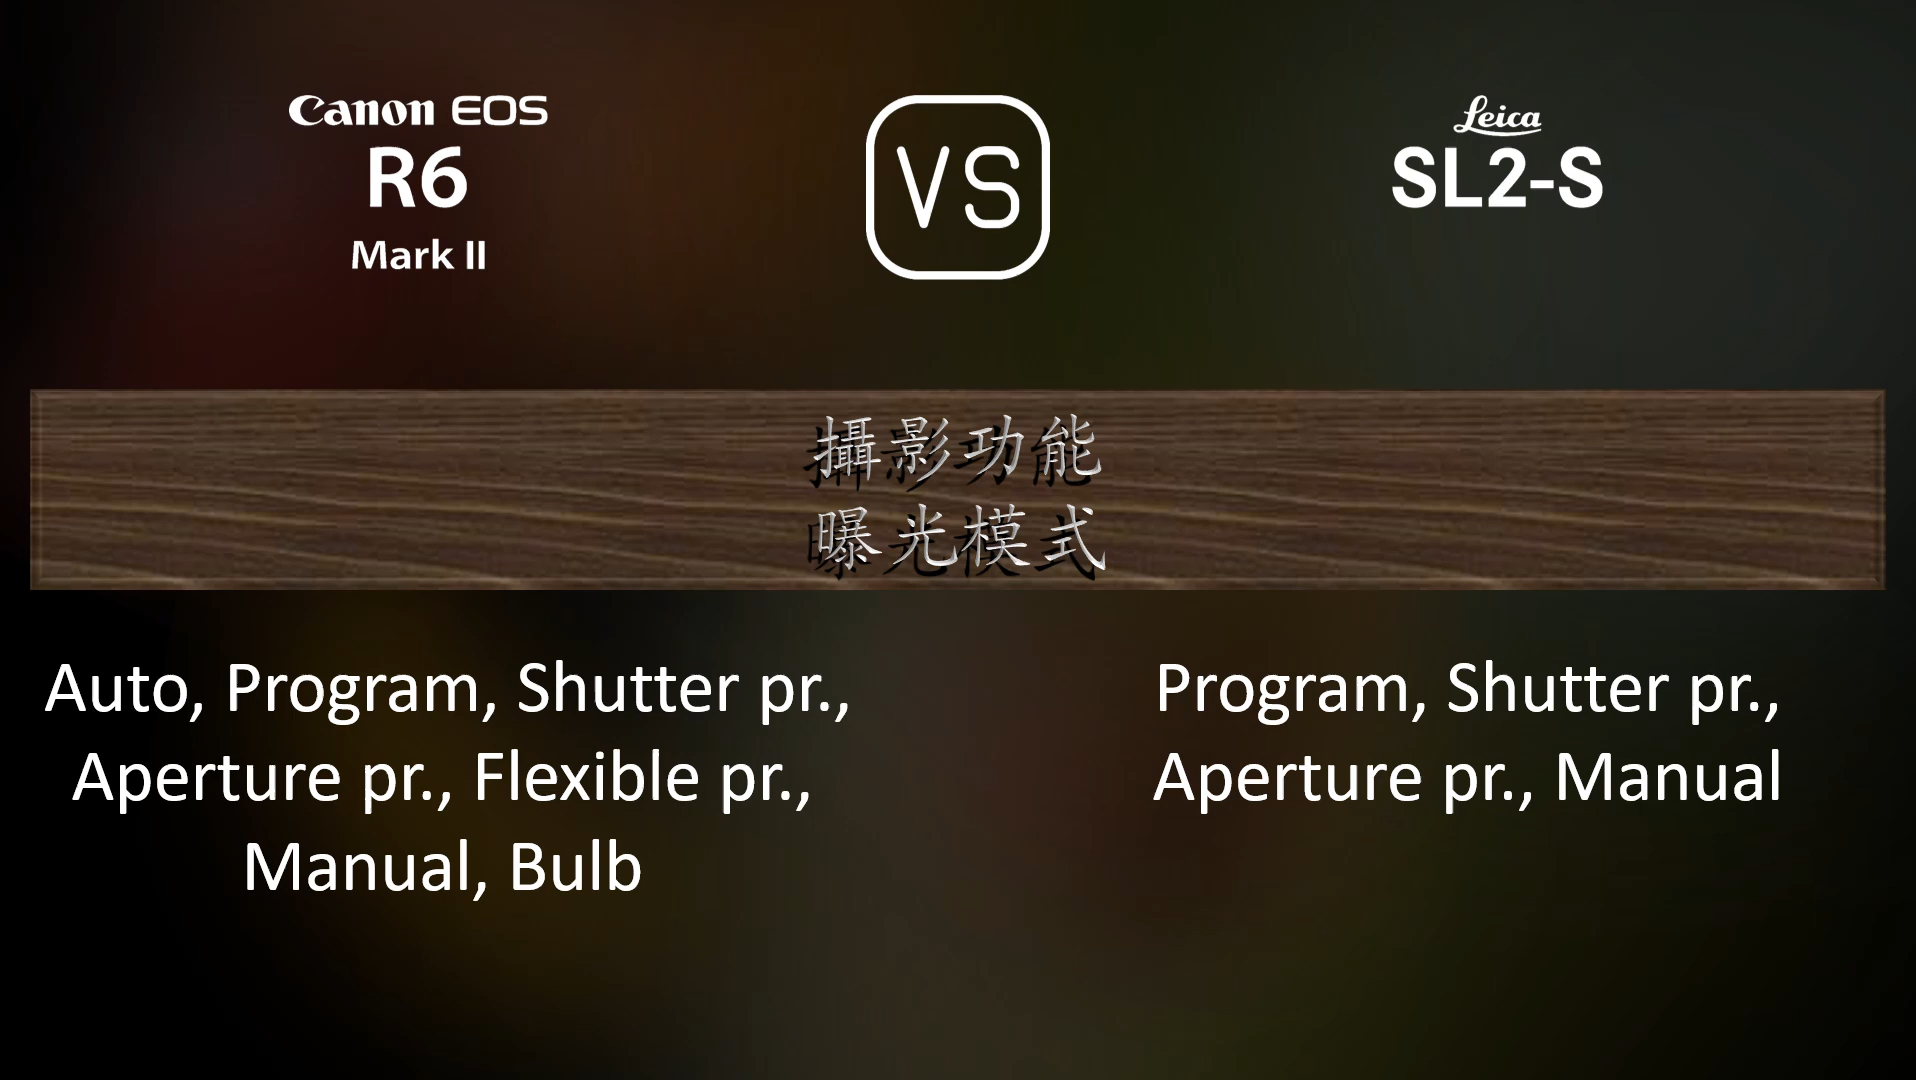 Canon EOS
R6
Mark II
VS
Leica
SL2-S
攝影功能
曝光模式
Auto, Program, Shutter pr.,
Aperture pr., Flexible pr.,
Manual, Bulb
Program, Shutter pr.,
Aperture pr., Manual